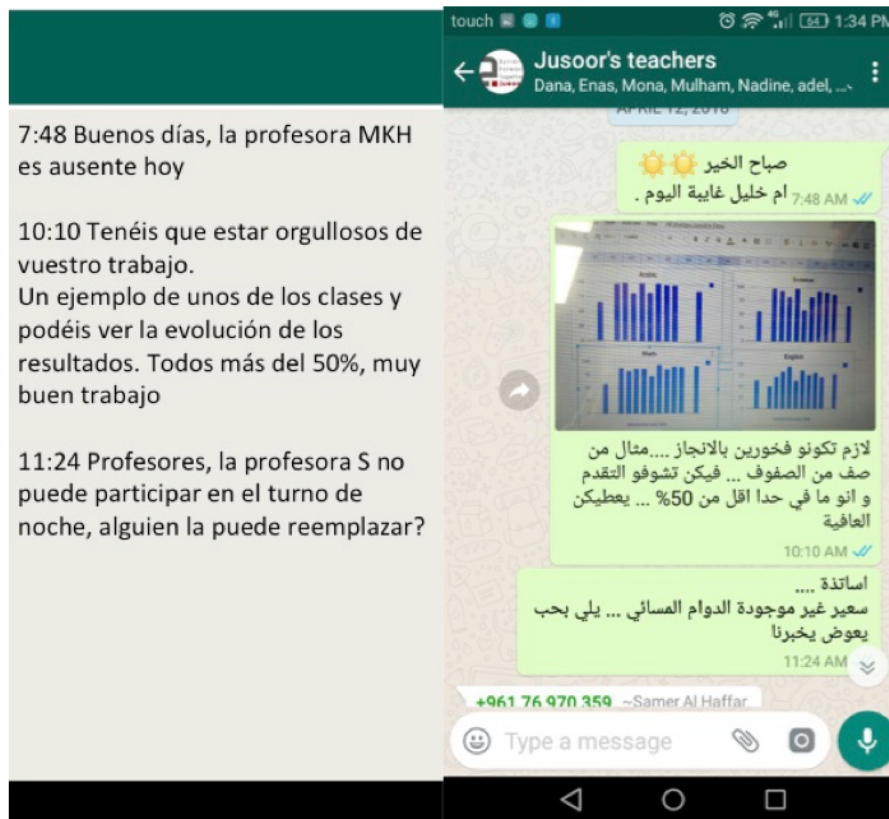 7:48 Buenos días, la profesora MKH
es ausente hoy
10:10 Tenéis que estar orgullosos de
vuestro trabajo.
Un ejemplo de unos de los clases y
podéis ver la evolución de los
resultados. Todos más del 50%, muy
buen trabajo
11:24 Profesores, la profesora S no
puede participar en el turno de
noche, alguien la puede reemplazar?
touch 4G 64 1:34 PM
Jusoor's teachers
Dana, Enas, Mona, Mulham, Nadine, adel, ...
APRIL 12, 2018
صباح الخير
ام خليل غايبة اليوم .
7:48 AM
Arabic
Science
Math
English
لازم تكونو فخورين بالانجاز ....مثال من
صف من الصفوف ... فيكن تشوفو التقدم
و انو ما في حدا اقل من 50% ... يعطيكن
العافية
10:10 AM
اساتذة ....
سعير غير موجودة الدوام المسائي ... يلي بحب
يعوض يخبرنا
11:24 AM
+961 76 970 359 ~Samer Al Haffar
Type a message